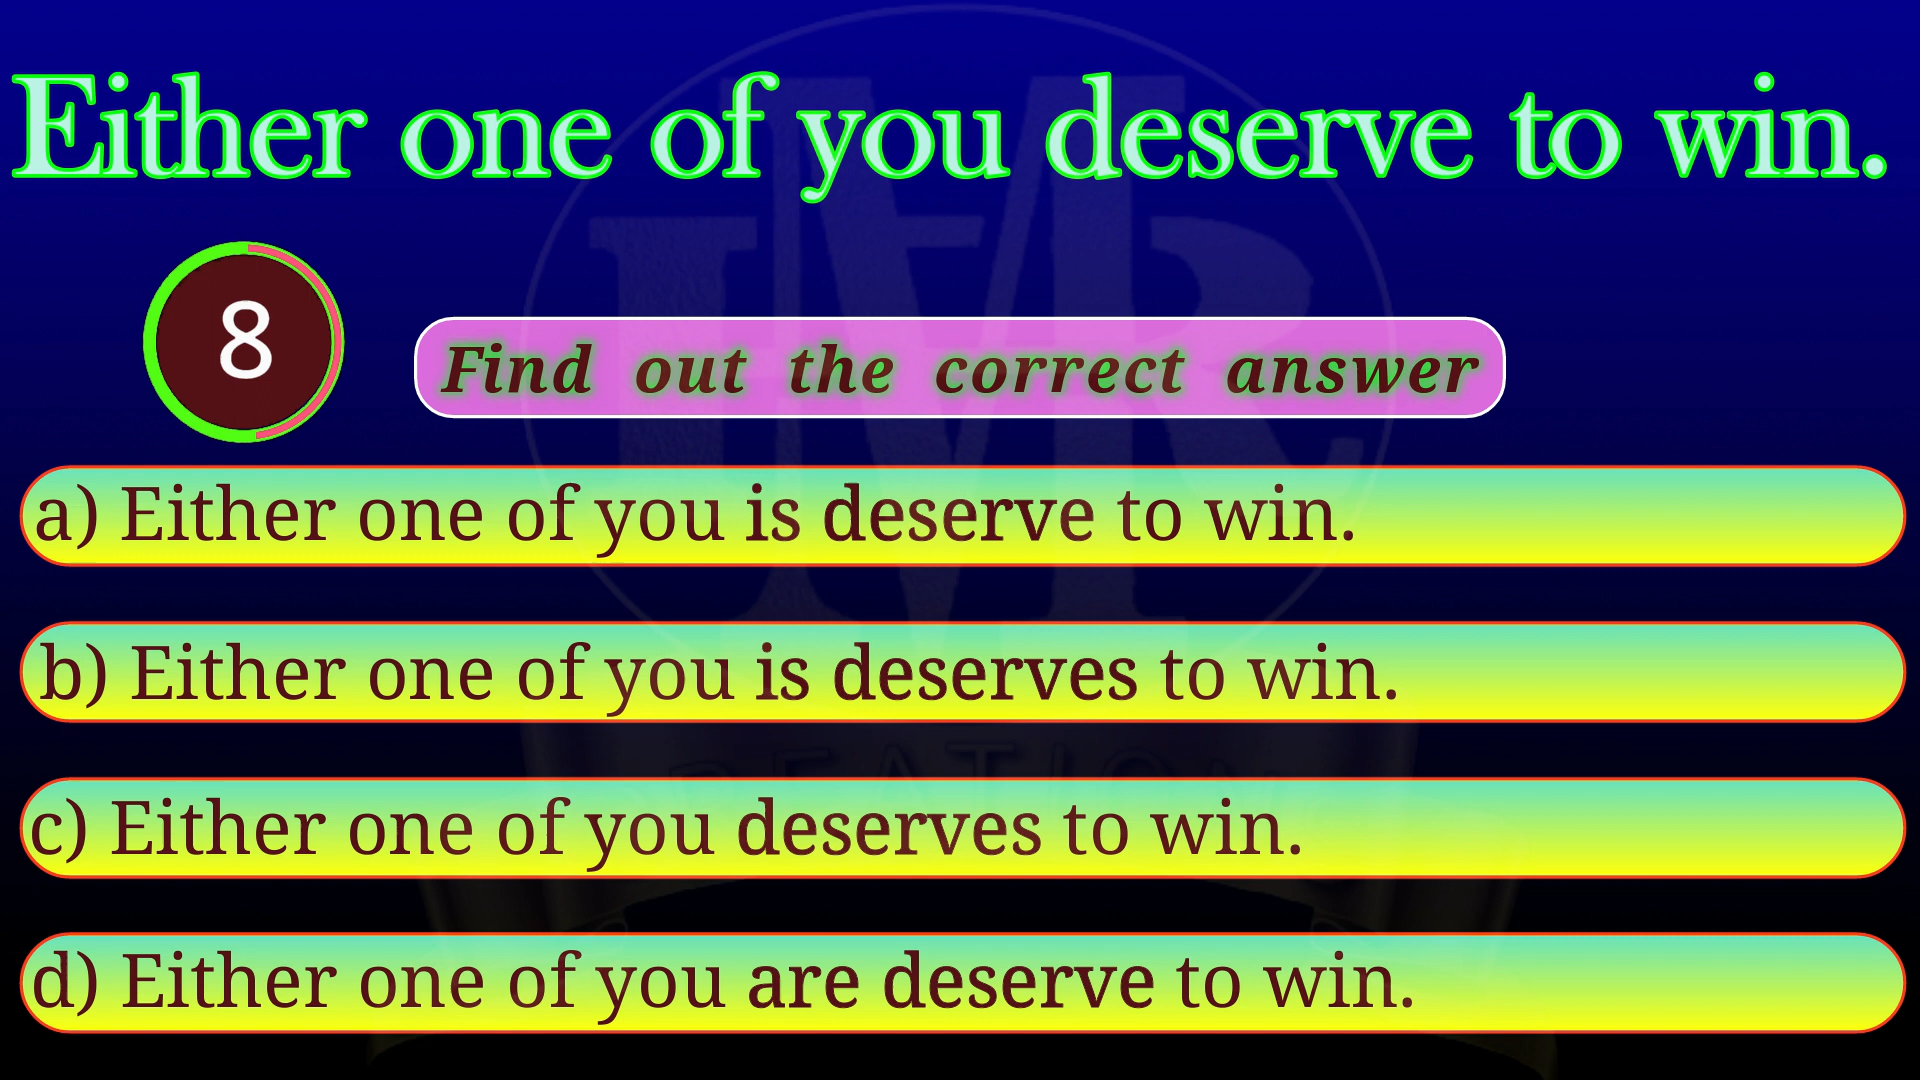 Either one of you deserve to win.
8
Find out the correct answer
a) Either one of you is deserve to win.
b) Either one of you is deserves to win.
c) Either one of you deserves to win.
d) Either one of you are deserve to win.